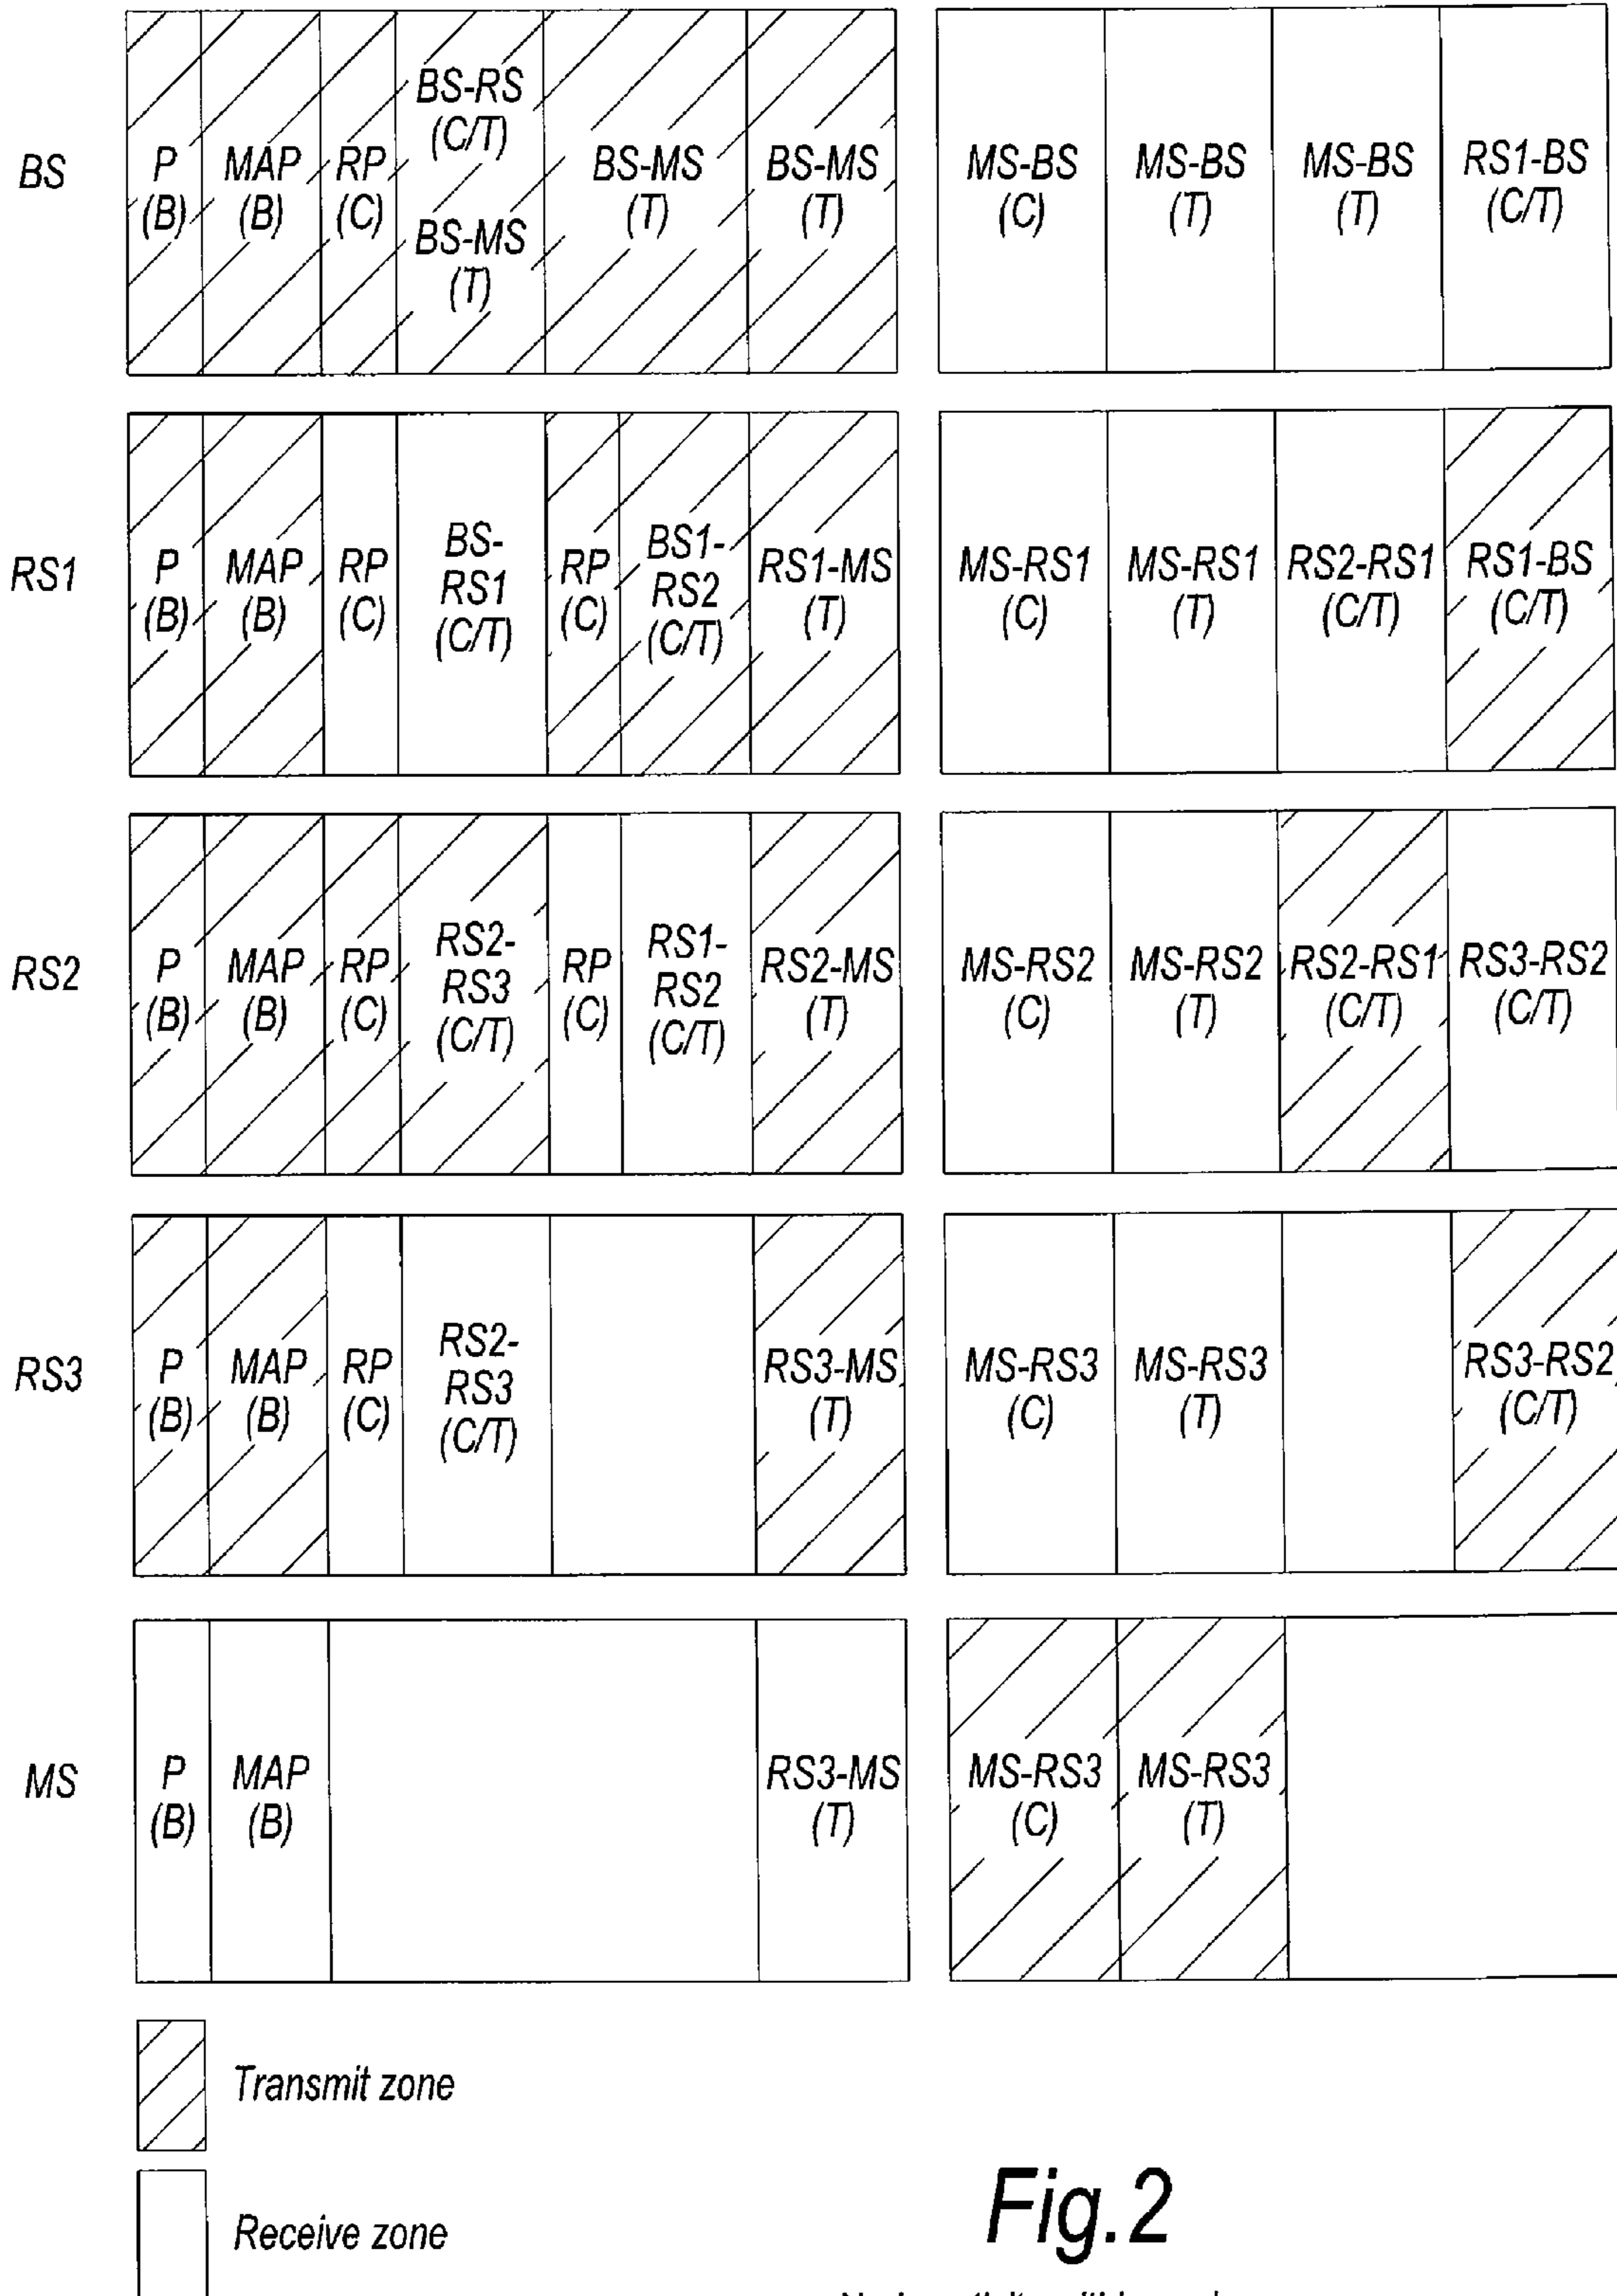 BS
P
(B)
MAP
(B)
RP
(C)
BS-RS
(C/T)
BS-MS
(T)
BS-MS
(T)
BS-MS
(T)
MS-BS
(C)
MS-BS
(T)
MS-BS
(T)
RS1-BS
(C/T)
RS1
P
(B)
MAP
(B)
RP
(C)
BS-
RS1
(C/T)
RP
(C)
BS1-
RS2
(C/T)
RS1-MS
(T)
MS-RS1
(C)
MS-RS1
(T)
RS2-RS1
(C/T)
RS1-BS
(C/T)
RS2
P
(B)
MAP
(B)
RP
(C)
RS2-
RS3
(C/T)
RP
(C)
RS1-
RS2
(C/T)
RS2-MS
(T)
MS-RS2
(C)
MS-RS2
(T)
RS2-RS1
(C/T)
RS3-RS2
(C/T)
RS3
P
(B)
MAP
(B)
RP
(C)
RS2-
RS3
(C/T)
RS3-MS
(T)
MS-RS3
(C)
MS-RS3
(T)
RS3-RS2
(C/T)
MS
P
(B)
MAP
(B)
RS3-MS
(T)
MS-RS3
(C)
MS-RS3
(T)
Transmit zone
Receive zone
Fig.2